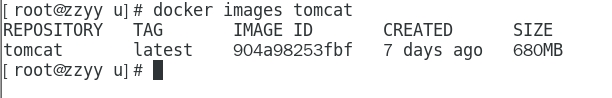 [root@zzyy u]# docker images tomcat
REPOSITORY TAG IMAGE ID CREATED SIZE
tomcat latest 904a98253fbf 7 days ago 680MB
[root@zzyy u]#